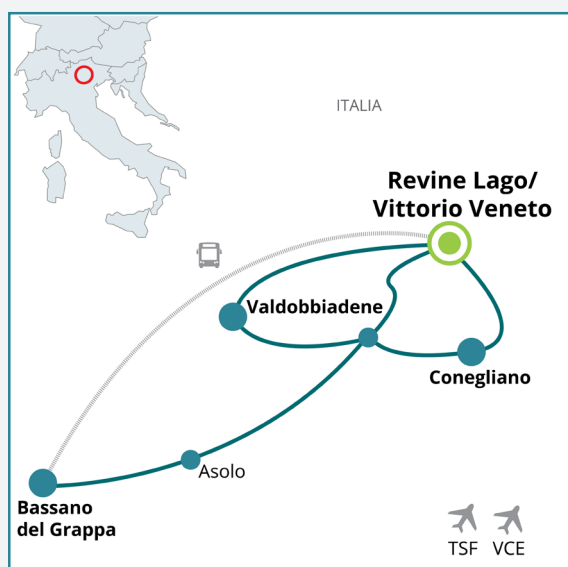 ITALIA
Revine Lago/
Vittorio Veneto
Valdobbiadene
Conegliano
Asolo
Bassano
del Grappa
TSF VCE